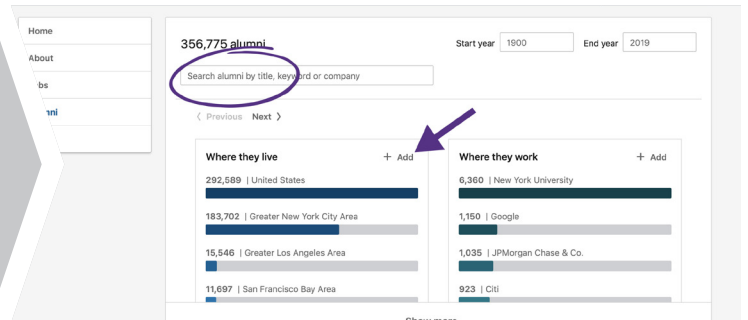 Home
About
Alumni
356,775 alumni
Start year 1900 End year 2019
Search alumni by title, keyword or company
Previous Next
Where they live + Add
292,589 | United States
183,702 | Greater New York City Area
15,546 | Greater Los Angeles Area
11,697 | San Francisco Bay Area
Where they work + Add
6,360 | New York University
1,150 | Google
1,035 | JPMorgan Chase & Co.
923 | Citi
Show more